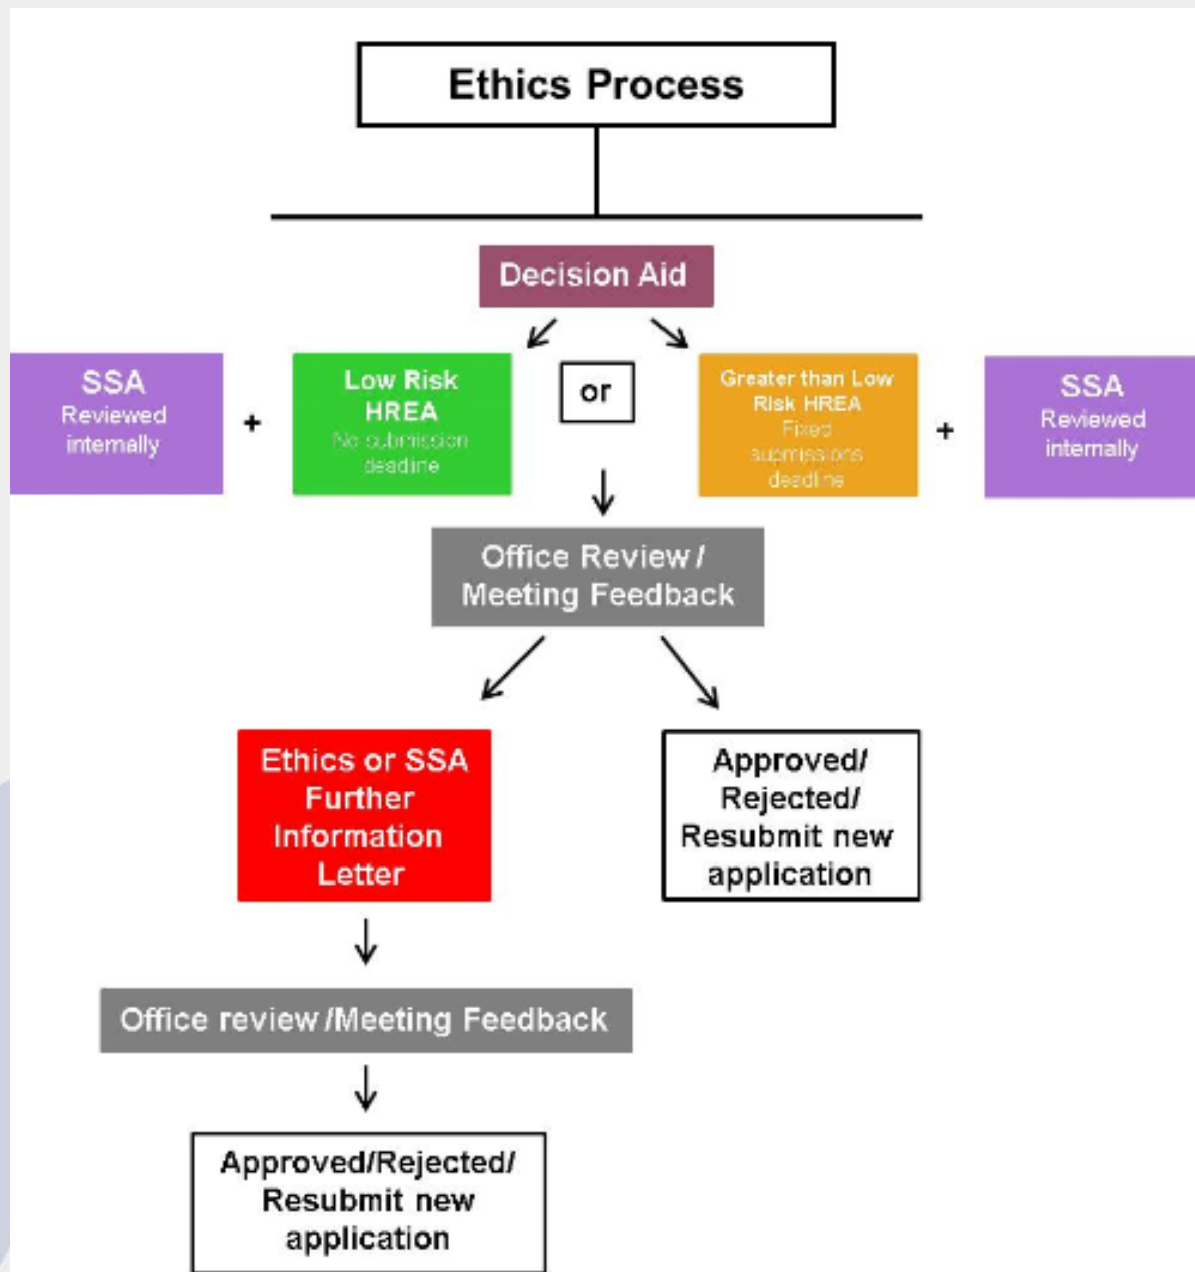 Ethics Process
Decision Aid
SSA
Reviewed
internally
+
Low Risk
HREA
No submission
deadline
or
Greater than Low
Risk HREA
Fixed
submissions
deadline
+
SSA
Reviewed
internally
Office Review /
Meeting Feedback
Ethics or SSA
Further
Information
Letter
Approved/
Rejected/
Resubmit new
application
Office review /Meeting Feedback
Approved/Rejected/
Resubmit new
application